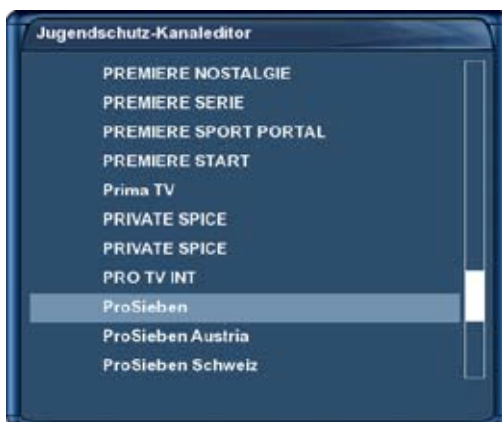 Jugendschutz-Kanaleditor
PREMIERE NOSTALGIE
PREMIERE SERIE
PREMIERE SPORT PORTAL
PREMIERE START
Prima TV
PRIVATE SPICE
PRIVATE SPICE
PRO TV INT
ProSieben
ProSieben Austria
ProSieben Schweiz